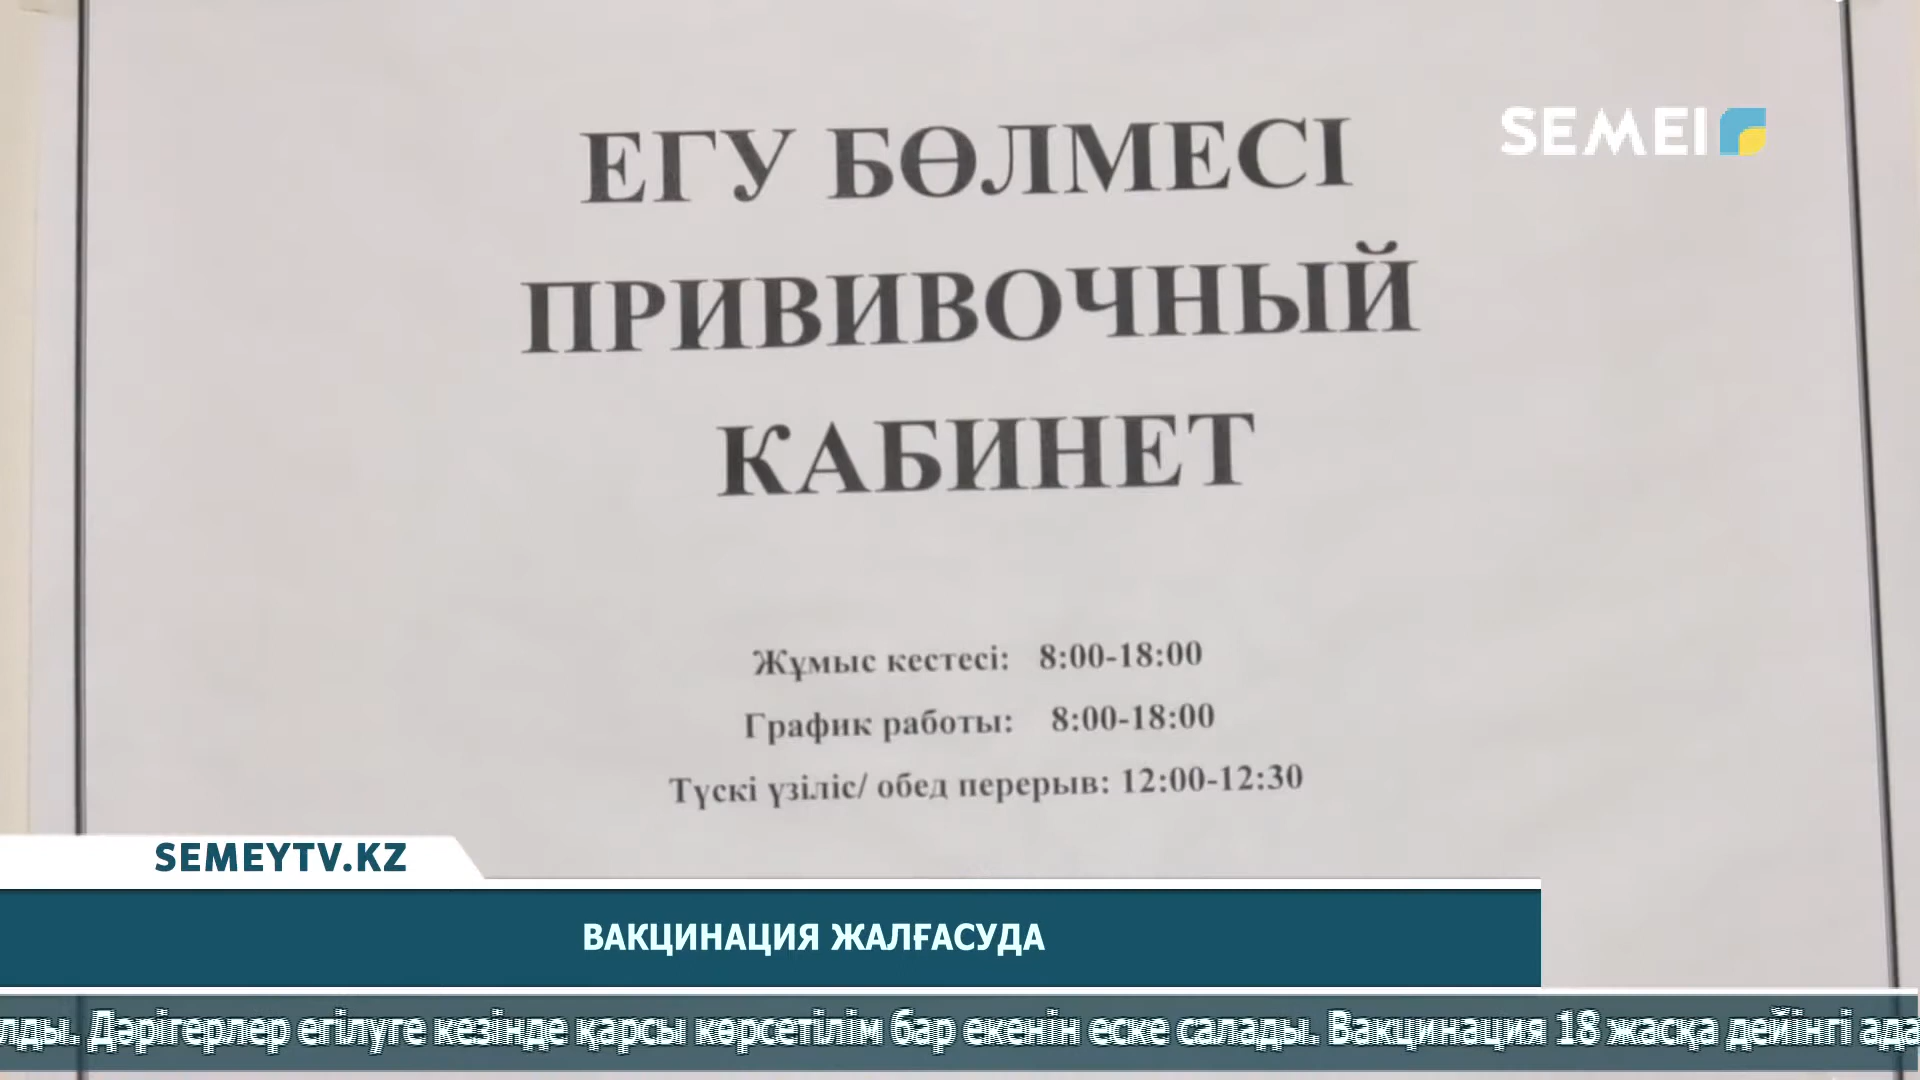 SEMEI
ЕГУ БӨЛМЕСІ
ПРИВИВОЧНЫЙ
КАБИНЕТ
Жұмыс кестесі: 8:00-18:00
График работы: 8:00-18:00
Түскі үзіліс/ обед перерыв: 12:00-12:30
SEMEYTV.KZ
ВАКЦИНАЦИЯ ЖАЛҒАСУДА
лды. Дәрігерлер егілуге кезінде қарсы көрсетілім бар екенін еске салады. Вакцинация 18 жасқа дейінгі ада